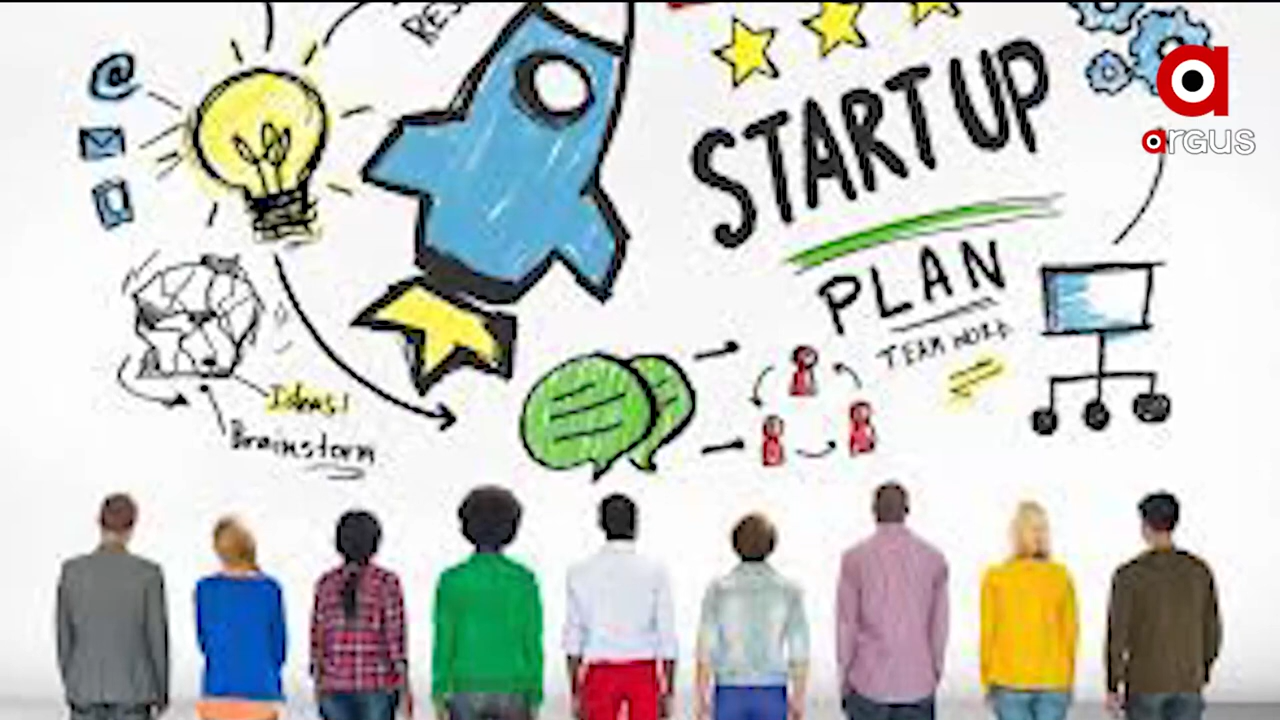 @
START UP
PLAN
TEAM WORK
Ideas!
Brainstorm
a
argus